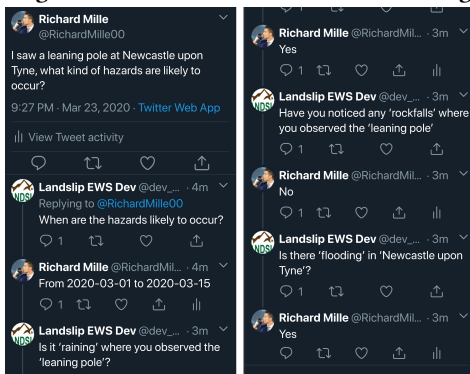 Richard Mille
@RichardMille00
I saw a leaning pole at Newcastle upon
Tyne, what kind of hazards are likely to
occur?
9:27 PM · Mar 23, 2020 · Twitter Web App
View Tweet activity
Landslip EWS Dev @dev_... · 4m
Replying to @RichardMille00
When are the hazards likely to occur?
1
Richard Mille @RichardMil... · 4m
From 2020-03-01 to 2020-03-15
1
Landslip EWS Dev @dev_... · 3m
Is it 'raining' where you observed the
'leaning pole'?
Richard Mille @RichardMil... · 3m
Yes
1
Landslip EWS Dev @dev_... · 3m
Have you noticed any 'rockfalls' where
you observed the 'leaning pole'
1
Richard Mille @RichardMil... · 3m
No
1
Landslip EWS Dev @dev_... · 3m
Is there 'flooding' in 'Newcastle upon
Tyne'?
1
Richard Mille @RichardMil... · 3m
Yes